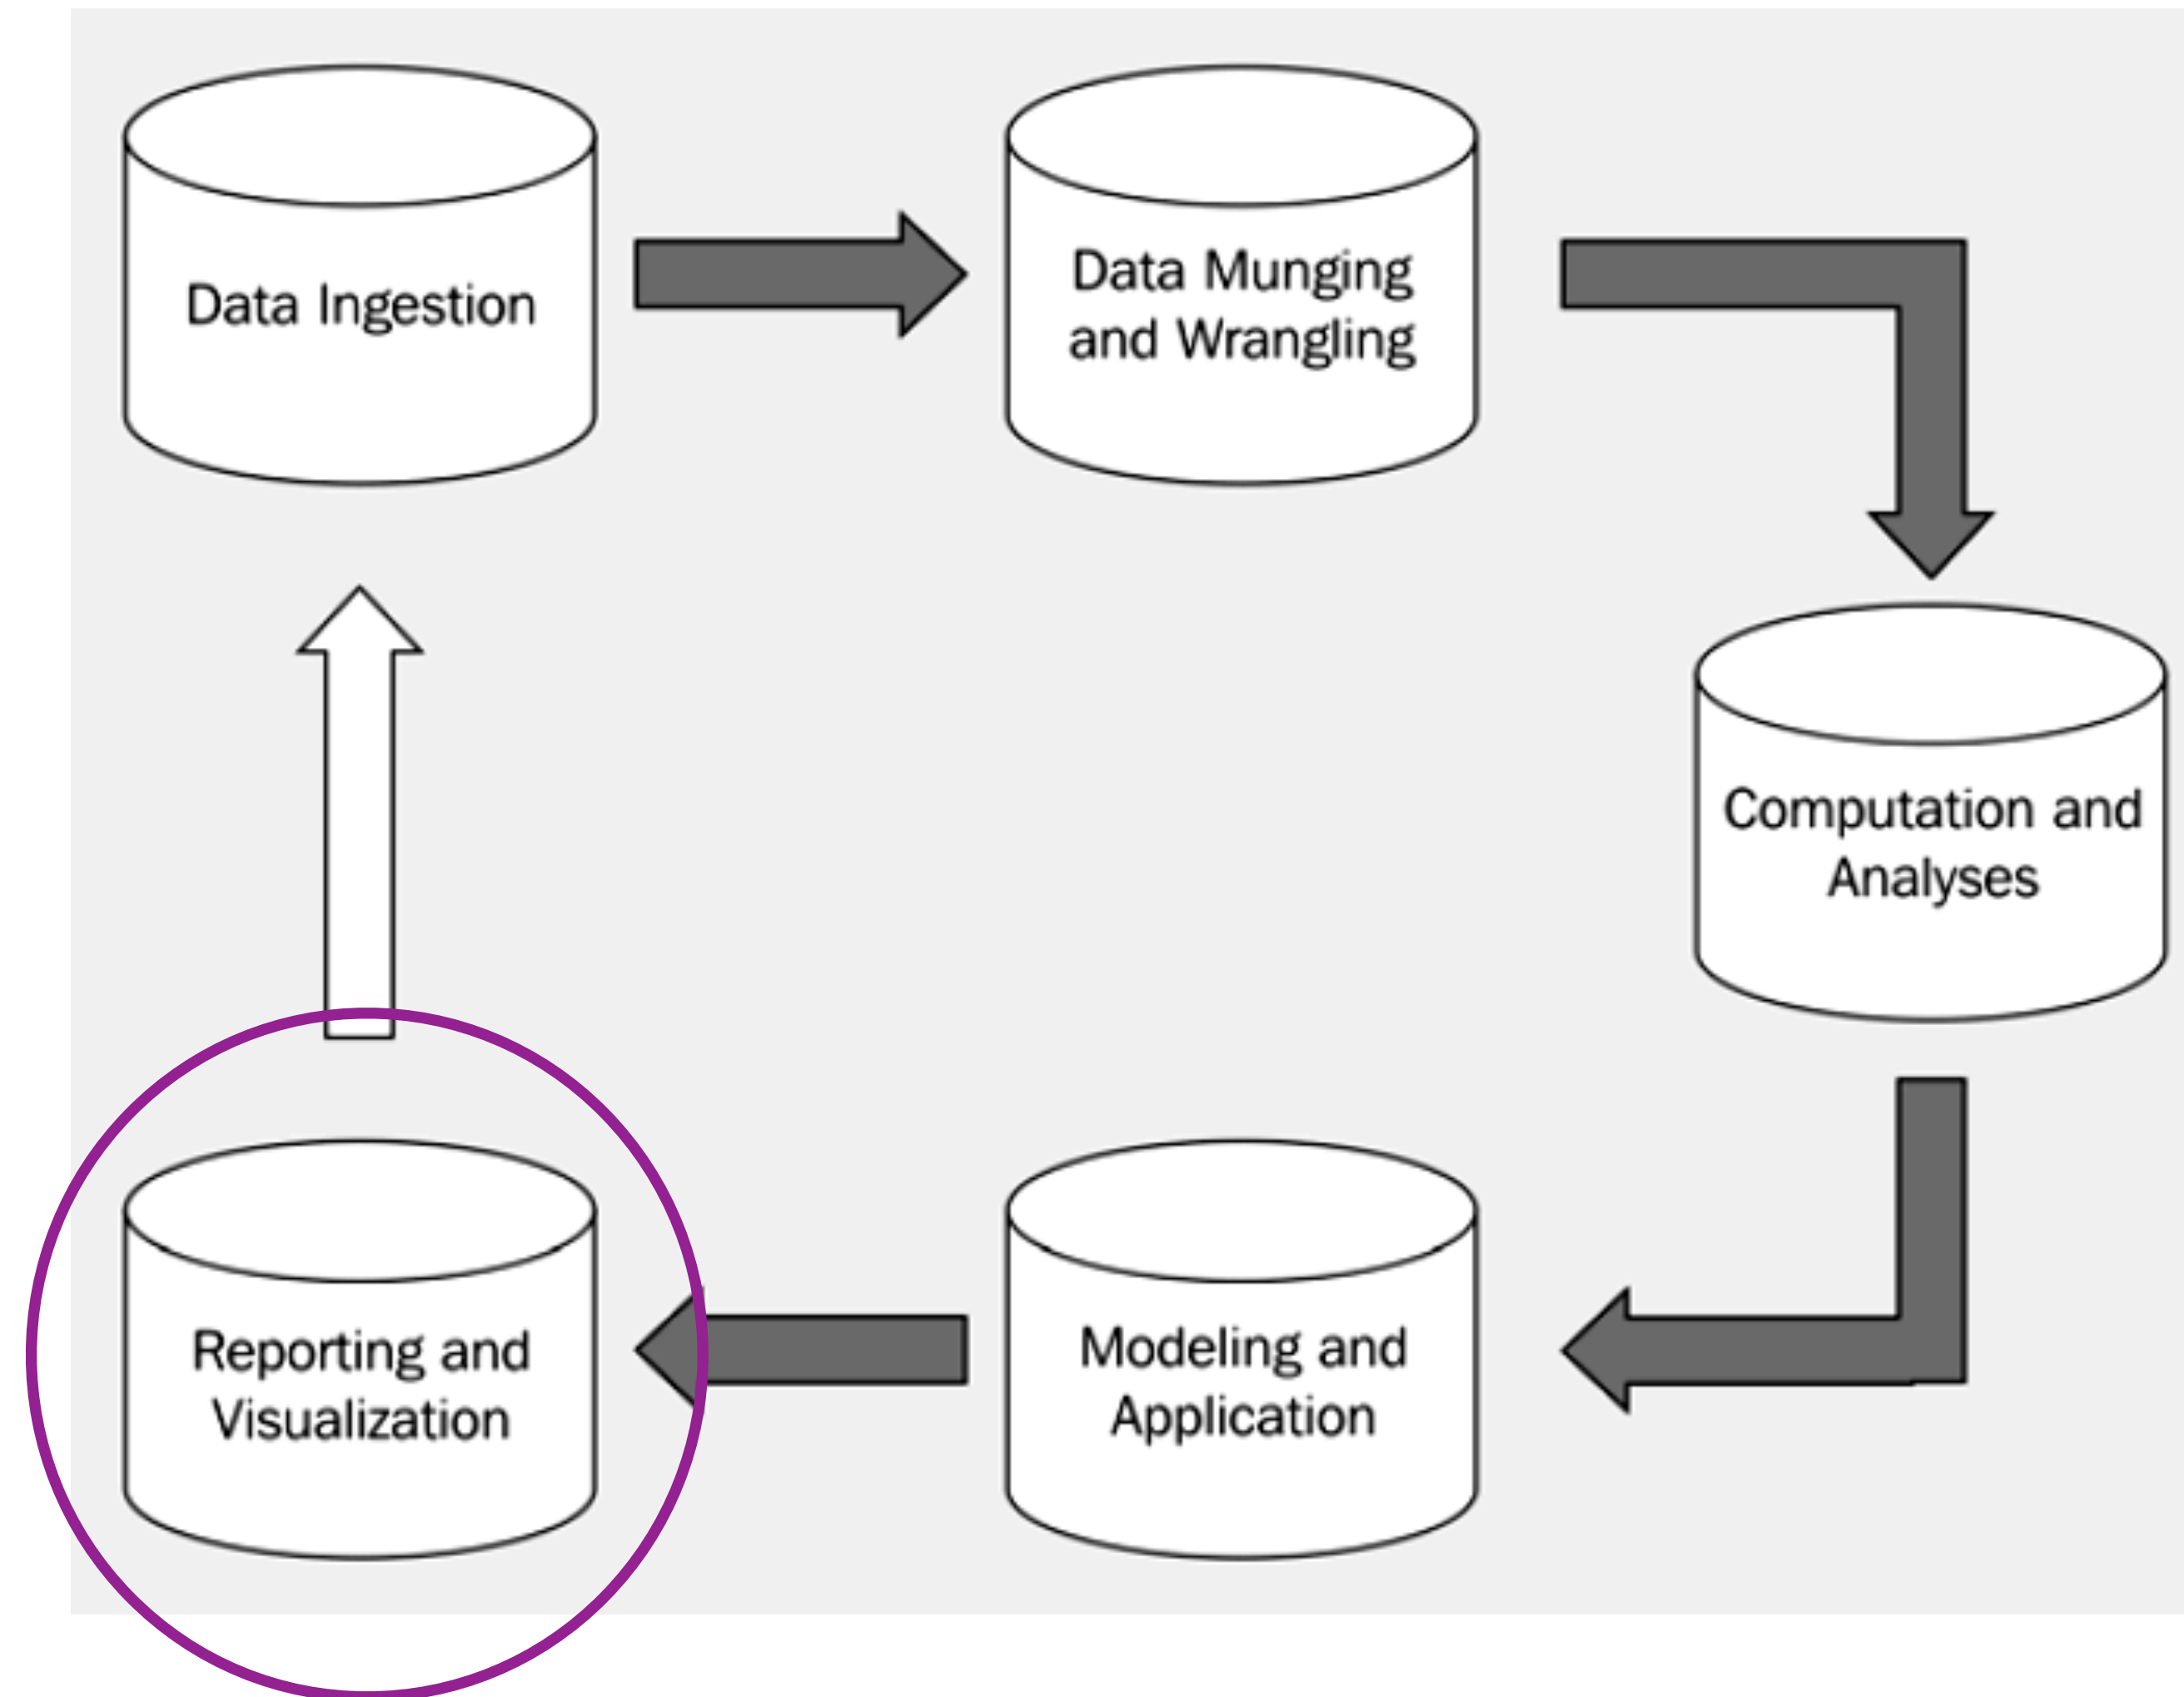 Data Ingestion
Data Munging
and Wrangling
Computation and
Analyses
Reporting and
Visualization
Modeling and
Application